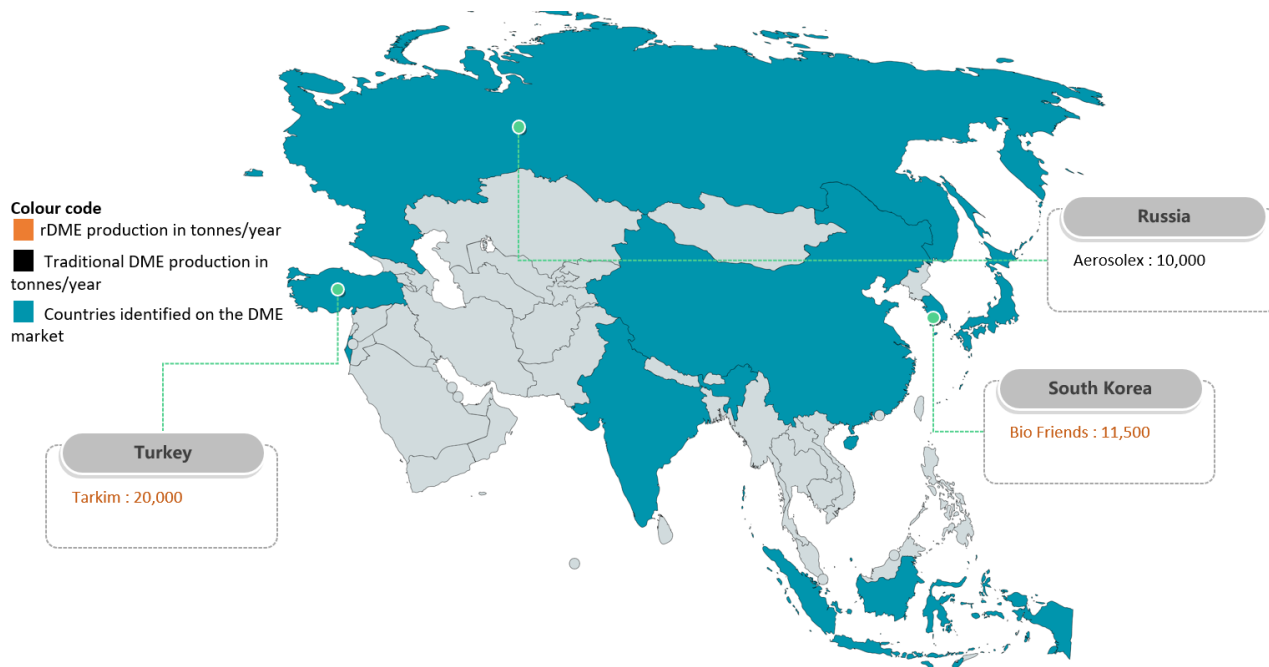 Colour code
rDME production in tonnes/year
Traditional DME production in
tonnes/year
Countries identified on the DME
market
Russia
Aerosolex : 10,000
South Korea
Bio Friends : 11,500
Turkey
Tarkim : 20,000